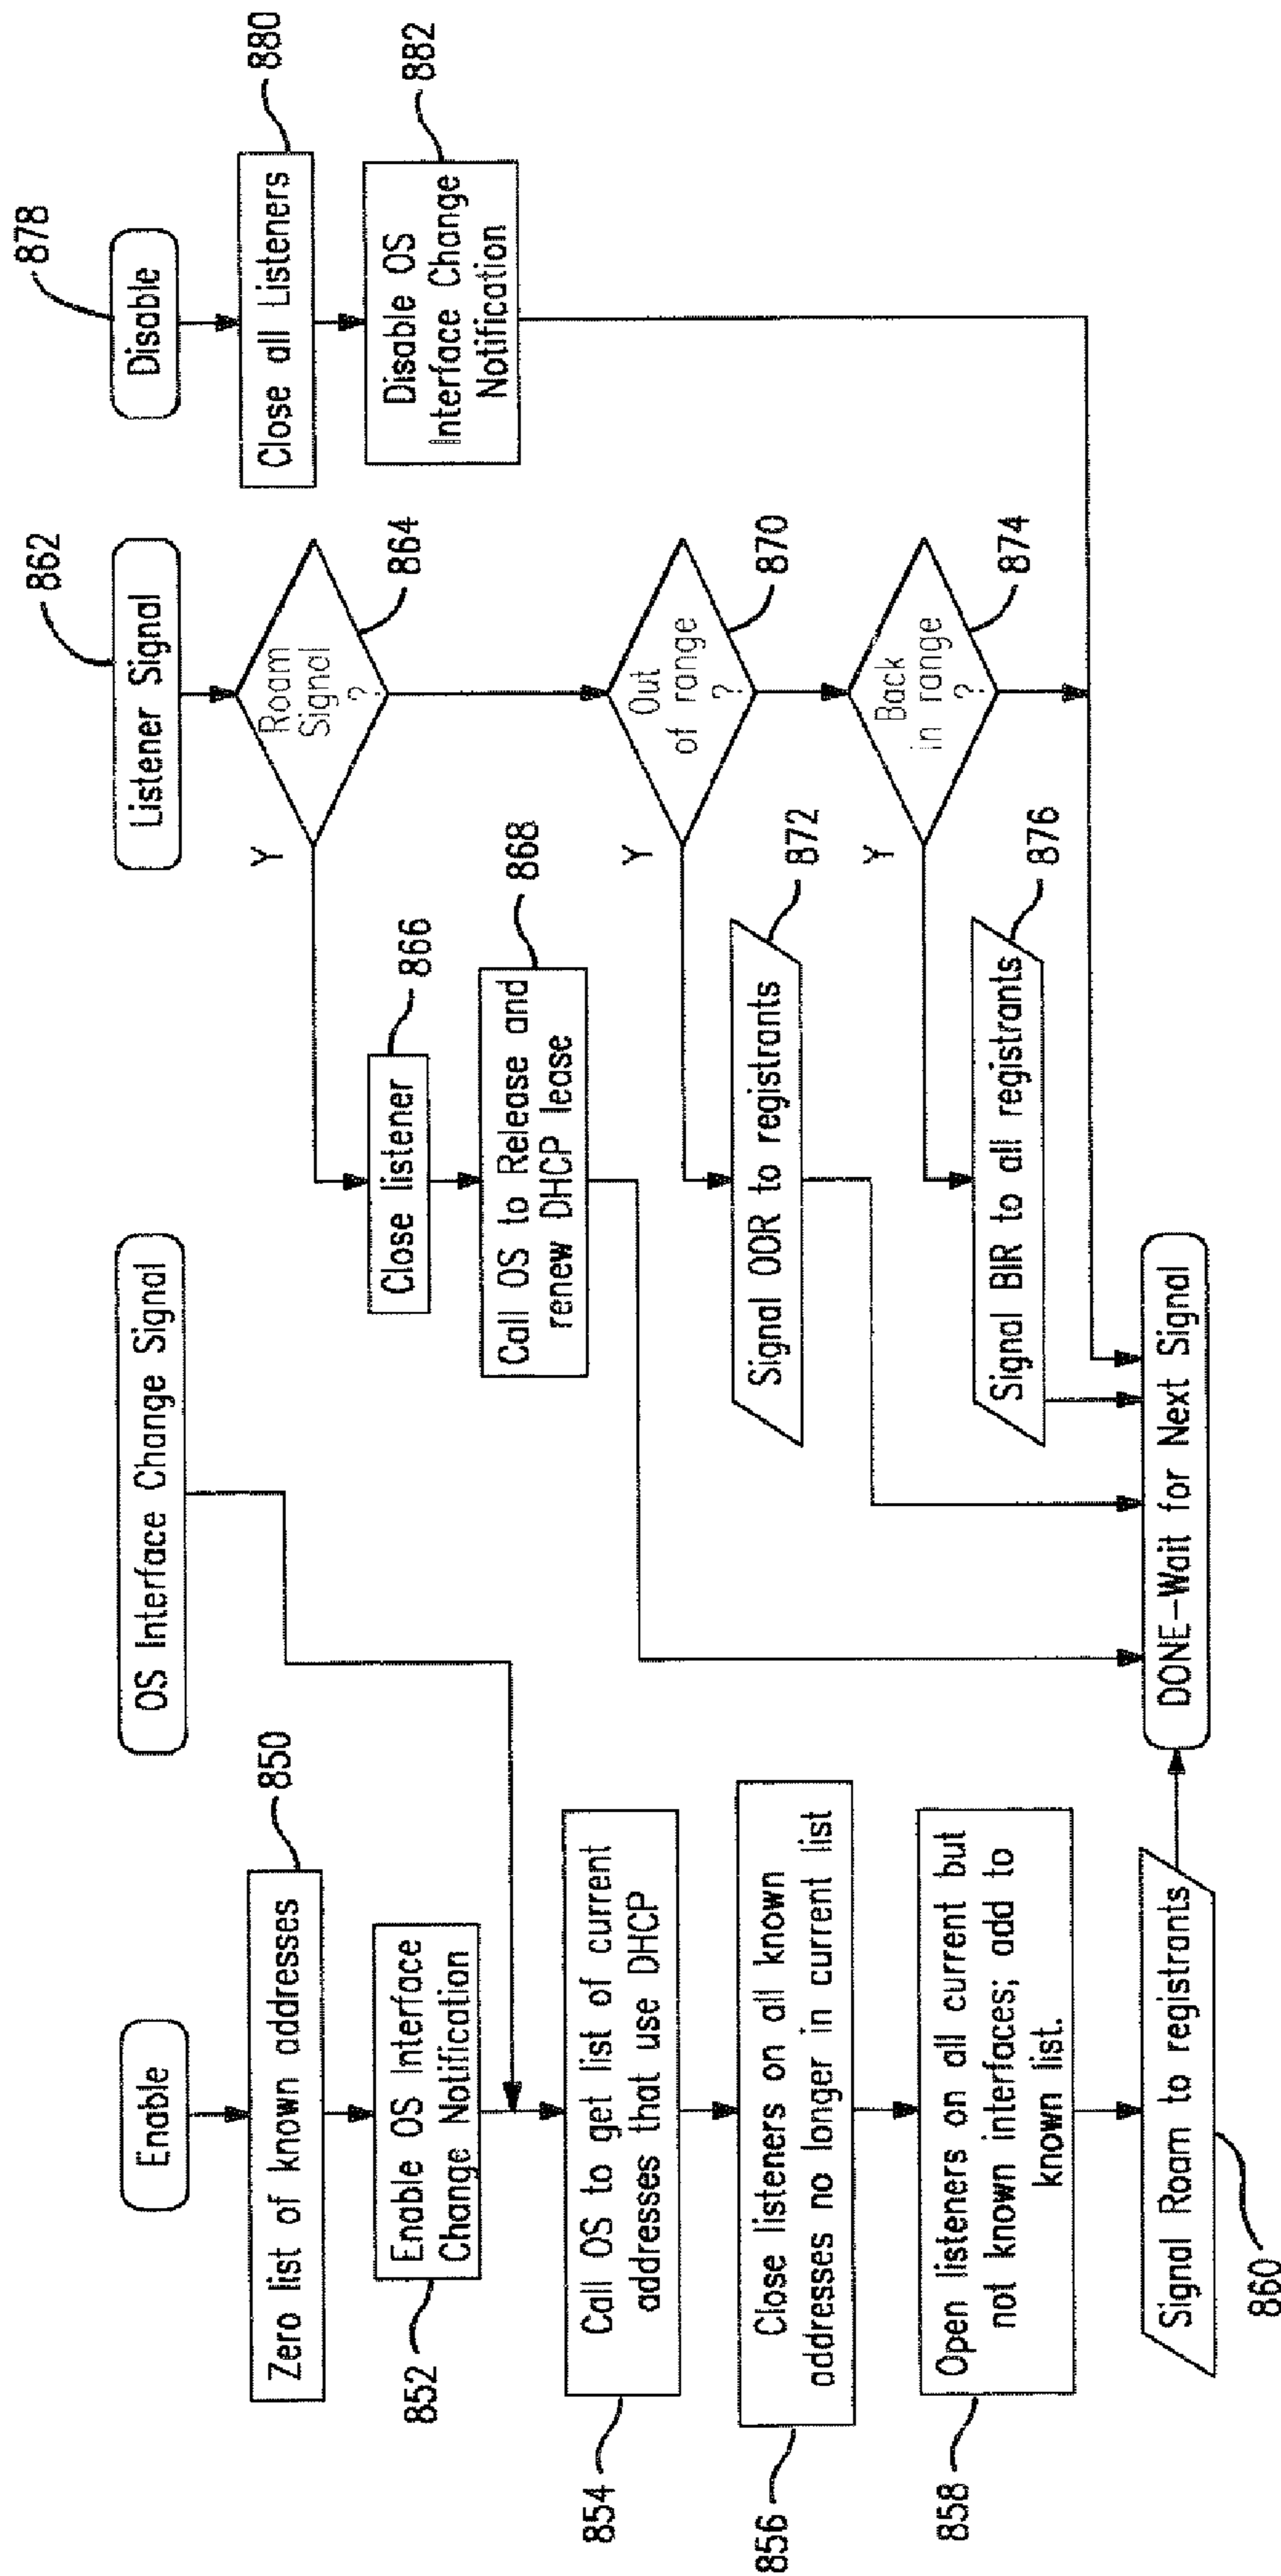 Enable
Zero list of known addresses
850
Enable OS Interface
Change Notification
852
Call OS to get list of current
addresses that use DHCP
854
Close listeners on all known
addresses no longer in current list
856
Open listeners on all current but
not known interfaces; add to
known list.
858
Signal Roam to registrants
860
OS Interface Change Signal
Listener Signal
862
Roam
Signal
?
864
Y
Close listener
866
Call OS to Release and
renew DHCP lease
868
Out
of range
?
870
Y
Signal OOR to registrants
872
Back
in range
?
874
Y
Signal BIR to all registrants
876
Disable
878
Close all Listeners
880
Disable OS
Interface Change
Notification
882
DONE-Wait for Next Signal